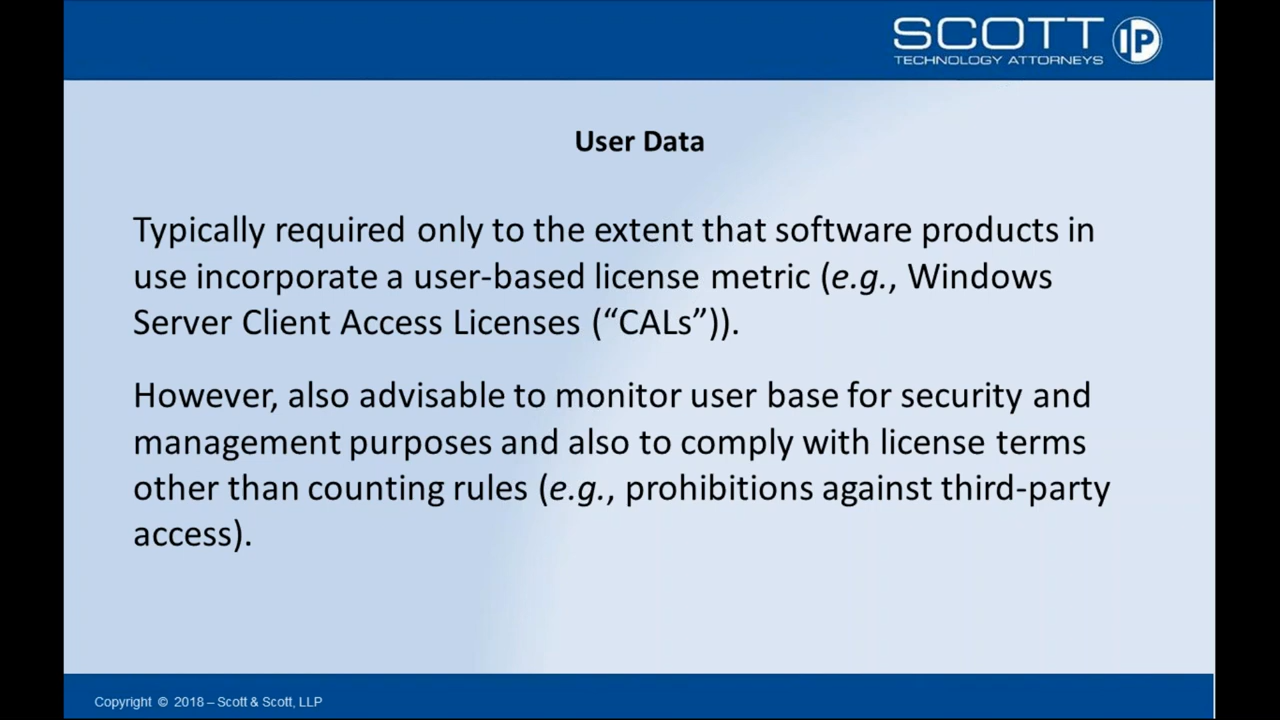 SCOTT IP
TECHNOLOGY ATTORNEYS
User Data
Typically required only to the extent that software products in
use incorporate a user-based license metric (e.g., Windows
Server Client Access Licenses (“CALs”)).
However, also advisable to monitor user base for security and
management purposes and also to comply with license terms
other than counting rules (e.g., prohibitions against third-party
access).
Copyright © 2018 – Scott & Scott, LLP